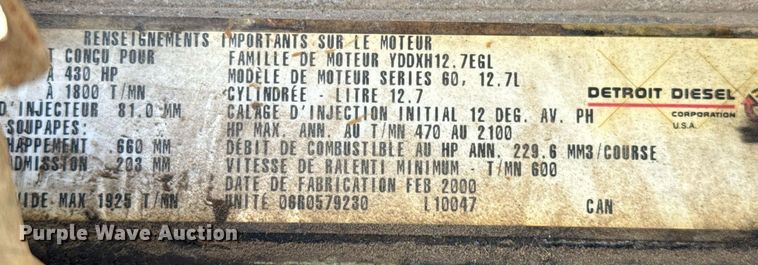 RENSEIGNEMENTS IMPORTANTS SUR LE MOTEUR
T CONÇU POUR FAMILLE DE MOTEUR YDDXH12.7EGL
À 430 HP MODÈLE DE MOTEUR SERIES 60, 12.7L
À 1800 T/MN CYLINDRÉE - LITRE 12.7
D'INJECTEUR 81.0 MM CALAGE D'INJECTION INITIAL 12 DEG. AV. PH
SOUPAPES: HP MAX. ANN. AU T/MN 470 AU 2100
HAPPEMENT .660 MM DÉBIT DE COMBUSTIBLE AU HP ANN. 229.6 MM3/COURSE
DMISSION .203 MM VITESSE DE RALENTI MINIMUM - T/MN 600
DATE DE FABRICATION FEB 2000
IDE MAX 1925 T/MN UNITÉ 06R0579230 L10047 CAN
DETROIT DIESEL
CORPORATION
U.S.A.
Purple Wave Auction